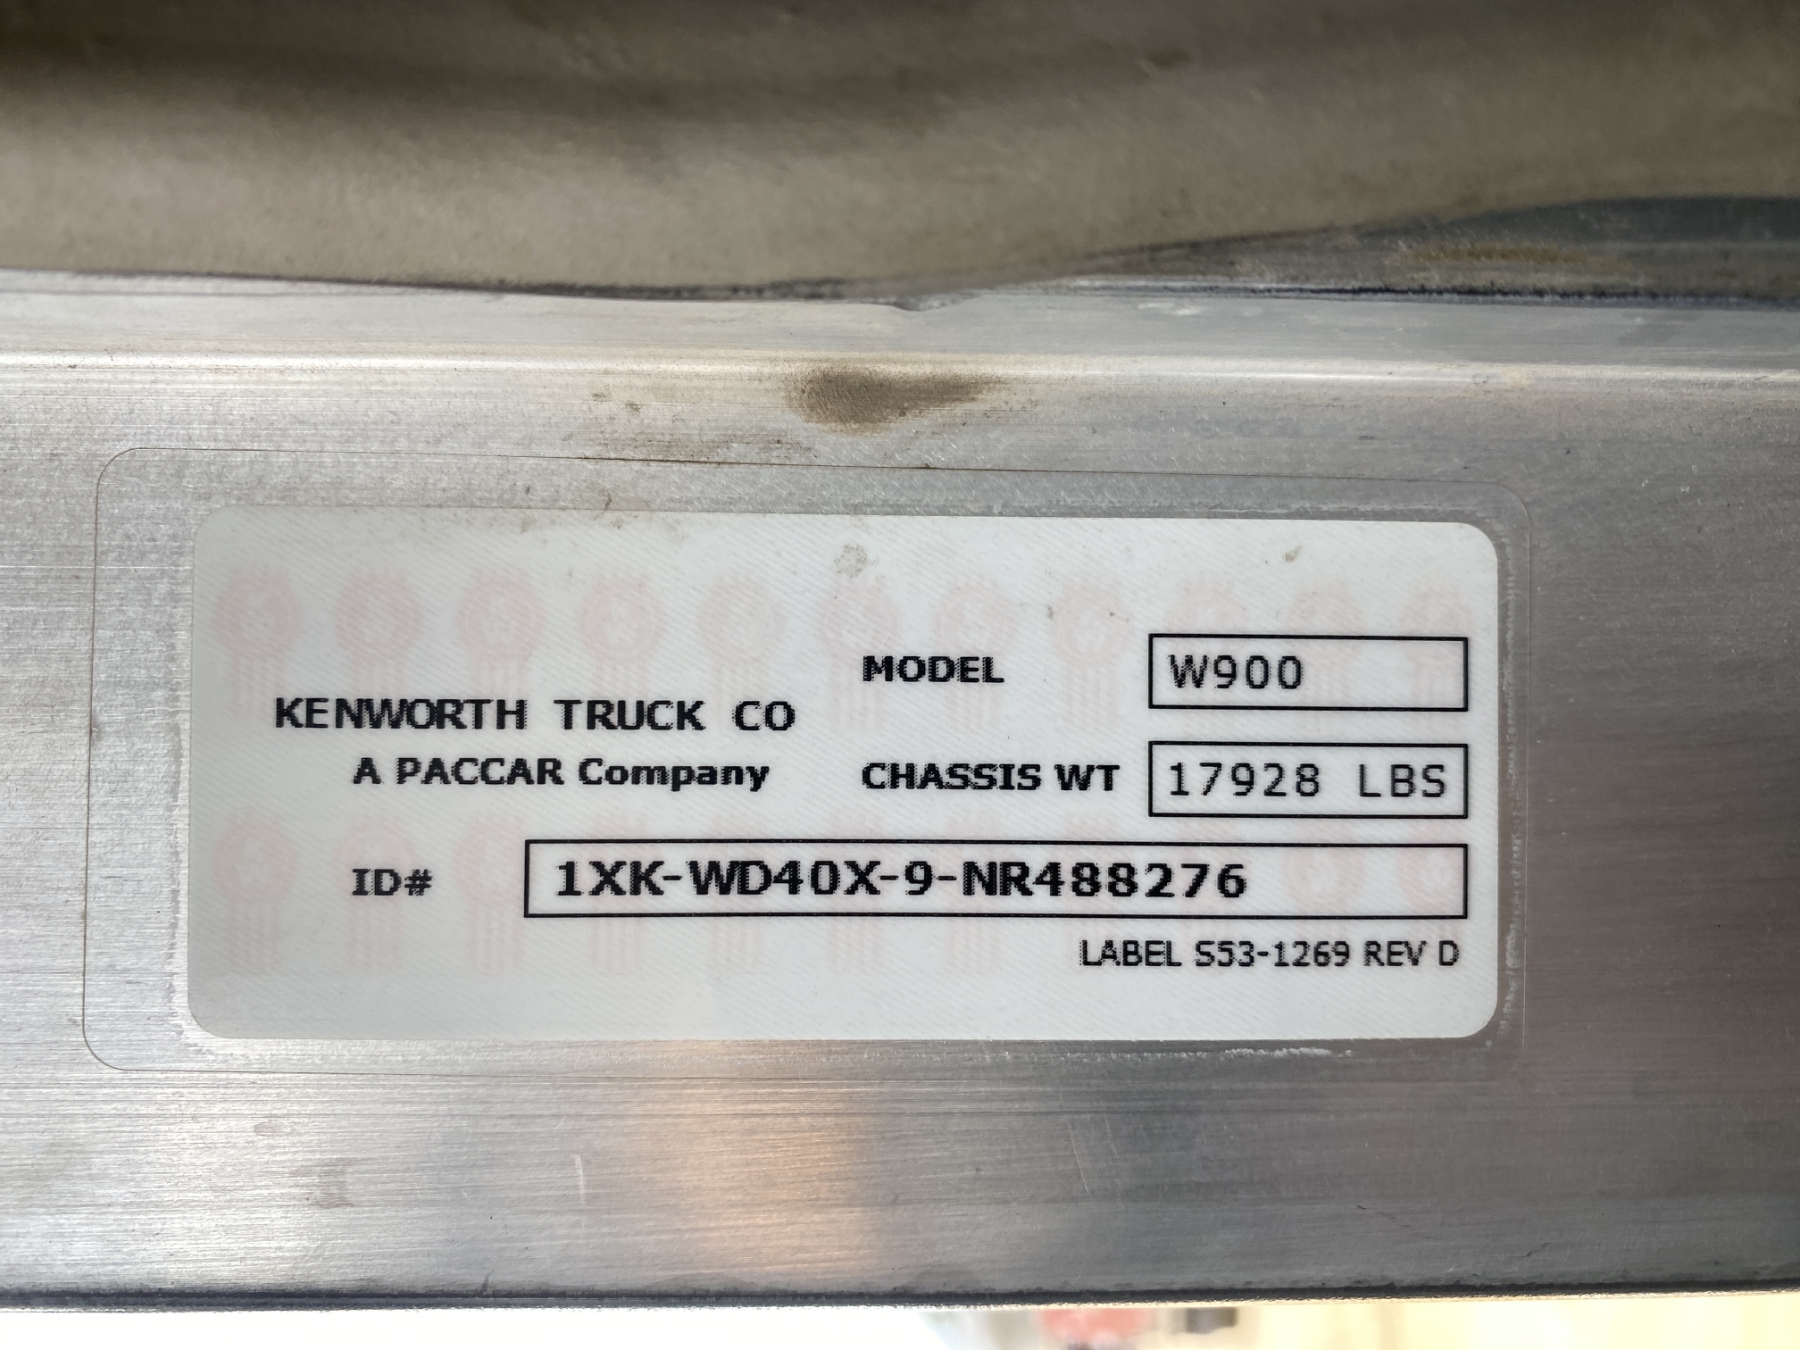 MODEL W900
KENWORTH TRUCK CO
A PACCAR Company
CHASSIS WT 17928 LBS
ID# 1XK-WD40X-9-NR488276
LABEL S53-1269 REV D